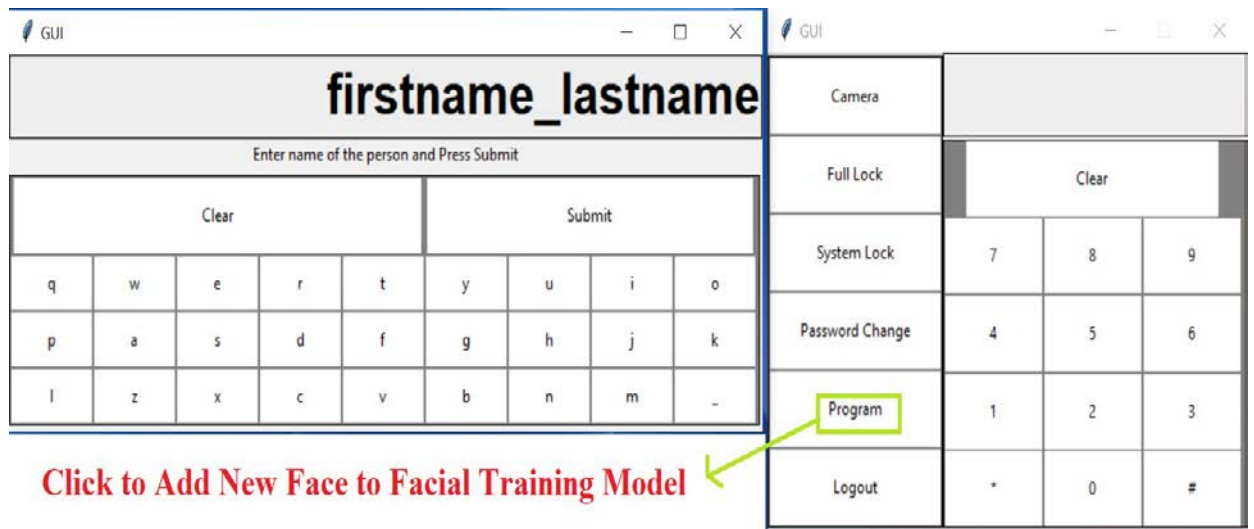 GUI
firstname_lastname
Enter name of the person and Press Submit
Clear Submit
q w e r t y u i o
p a s d f g h j k
l z x c v b n m _
GUI
Camera
Full Lock
System Lock
Password Change
Program
Logout
Clear
7 8 9
4 5 6
1 2 3
* 0 #
Click to Add New Face to Facial Training Model